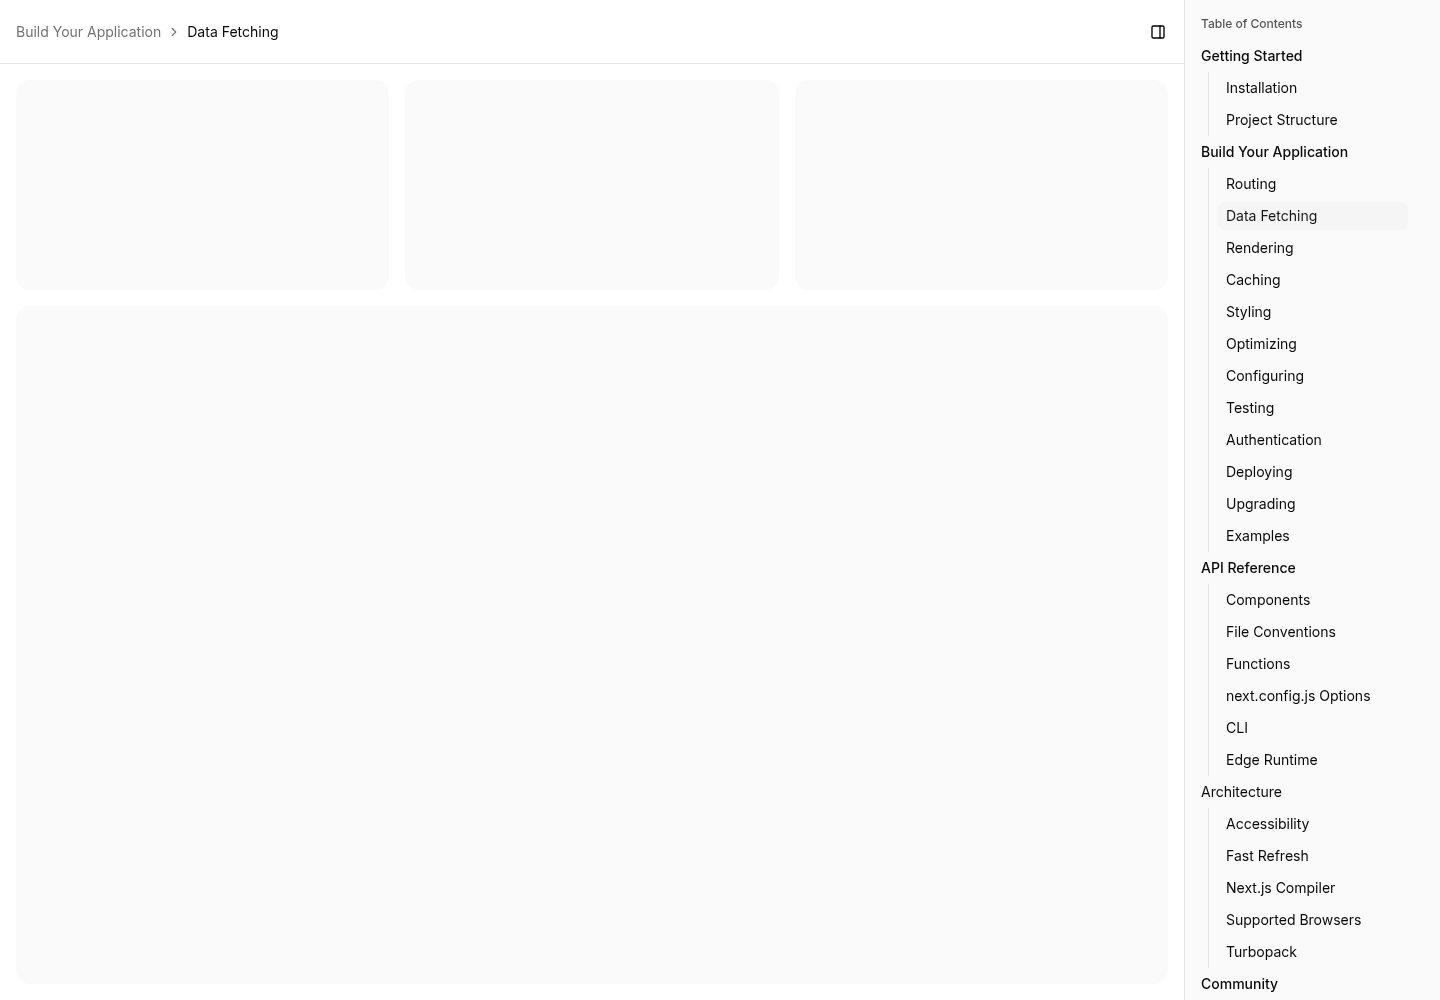 Build Your Application
Data Fetching
Table of Contents
Getting Started
Installation
Project Structure
Build Your Application
Routing
Data Fetching
Rendering
Caching
Styling
Optimizing
Configuring
Testing
Authentication
Deploying
Upgrading
Examples
API Reference
Components
File Conventions
Functions
next.config.js Options
CLI
Edge Runtime
Architecture
Accessibility
Fast Refresh
Next.js Compiler
Supported Browsers
Turbopack
Community